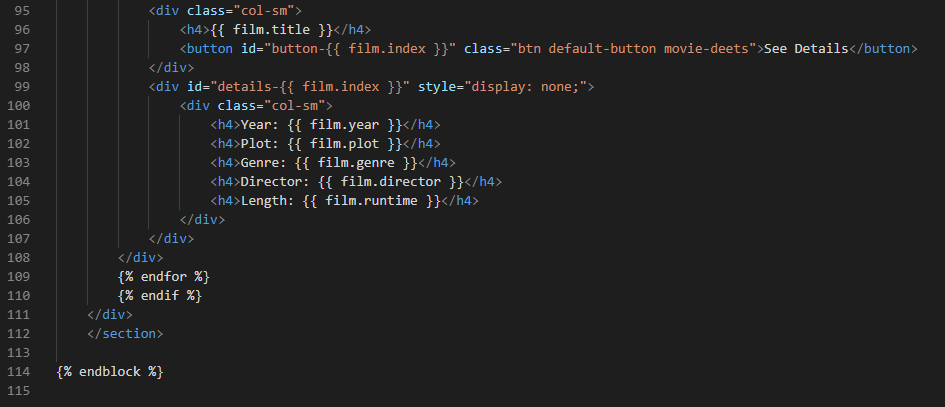 95 <div class="col-sm">
96 <h4>{{ film.title }}</h4>
97 <button id="button-{{ film.index }}" class="btn default-button movie-deets">See Details</button>
98 </div>
99 <div id="details-{{ film.index }}" style="display: none;">
100 <div class="col-sm">
101 <h4>Year: {{ film.year }}</h4>
102 <h4>Plot: {{ film.plot }}</h4>
103 <h4>Genre: {{ film.genre }}</h4>
104 <h4>Director: {{ film.director }}</h4>
105 <h4>Length: {{ film.runtime }}</h4>
106 </div>
107 </div>
108 </div>
109 {% endfor %}
110 {% endif %}
111 </div>
112 </section>
113
114 {% endblock %}
115